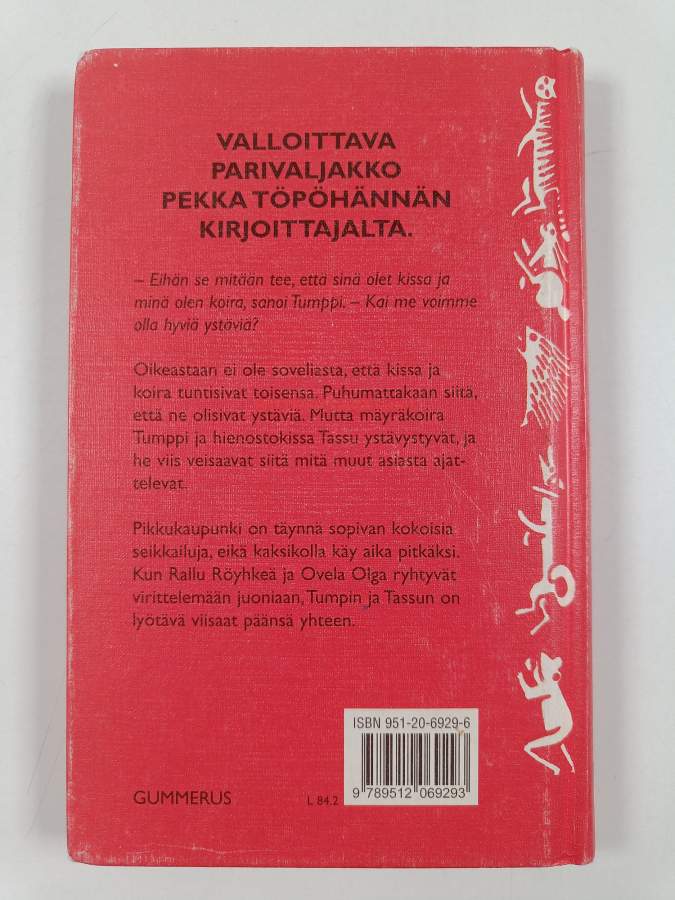 VALLOITTAVA
PARIVALJAKKO
PEKKA TÖPÖHÄNNÄN
KIRJOITTAJALTA.
– Eihän se mitään tee, että sinä olet kissa ja
minä olen koira, sanoi Tumppi. – Kai me voimme
olla hyviä ystäviä?
Oikeastaan ei ole soveliasta, että kissa ja
koira tuntisivat toisensa. Puhumattakaan siitä,
että ne olisivat ystäviä. Mutta mäyräkoira
Tumppi ja hienostokissa Tassu ystävystyvät, ja
he viis veisaavat siitä mitä muut asiasta ajat-
televat.
Pikkukaupunki on täynnä sopivan kokoisia
seikkailuja, eikä kaksikolla käy aika pitkäksi.
Kun Rallu Röyhkeä ja Ovela Olga ryhtyvät
virittelemään juoniaan, Tumpin ja Tassun on
lyötävä viisaat päänsä yhteen.
ISBN 951-20-6929-6
9 789512 069293
GUMMERUS
L 84.2